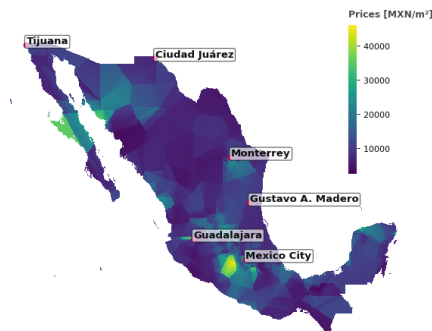 Prices [MXN/m²]
Tijuana
Ciudad Juárez
40000
30000
20000
10000
Monterrey
Gustavo A. Madero
Guadalajara
Mexico City